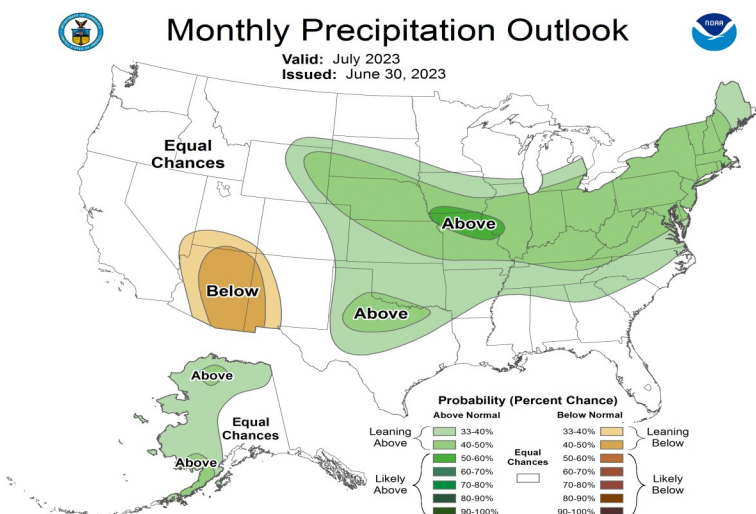 Monthly Precipitation Outlook
NOAA
Valid: July 2023
Issued: June 30, 2023
Equal
Chances
Above
Below
Above
Above
Equal
Chances
Above
Probability (Percent Chance)
Above Normal
Below Normal
Leaning
Above
33-40%
40-50%
Likely
Above
50-60%
60-70%
70-80%
80-90%
90-100%
Equal
Chances
33-40%
40-50%
Leaning
Below
50-60%
60-70%
70-80%
80-90%
90-100%
Likely
Below